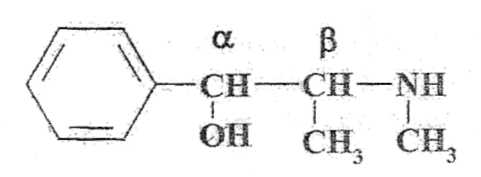 α β
CH CH NH
OH CH₃ CH₃